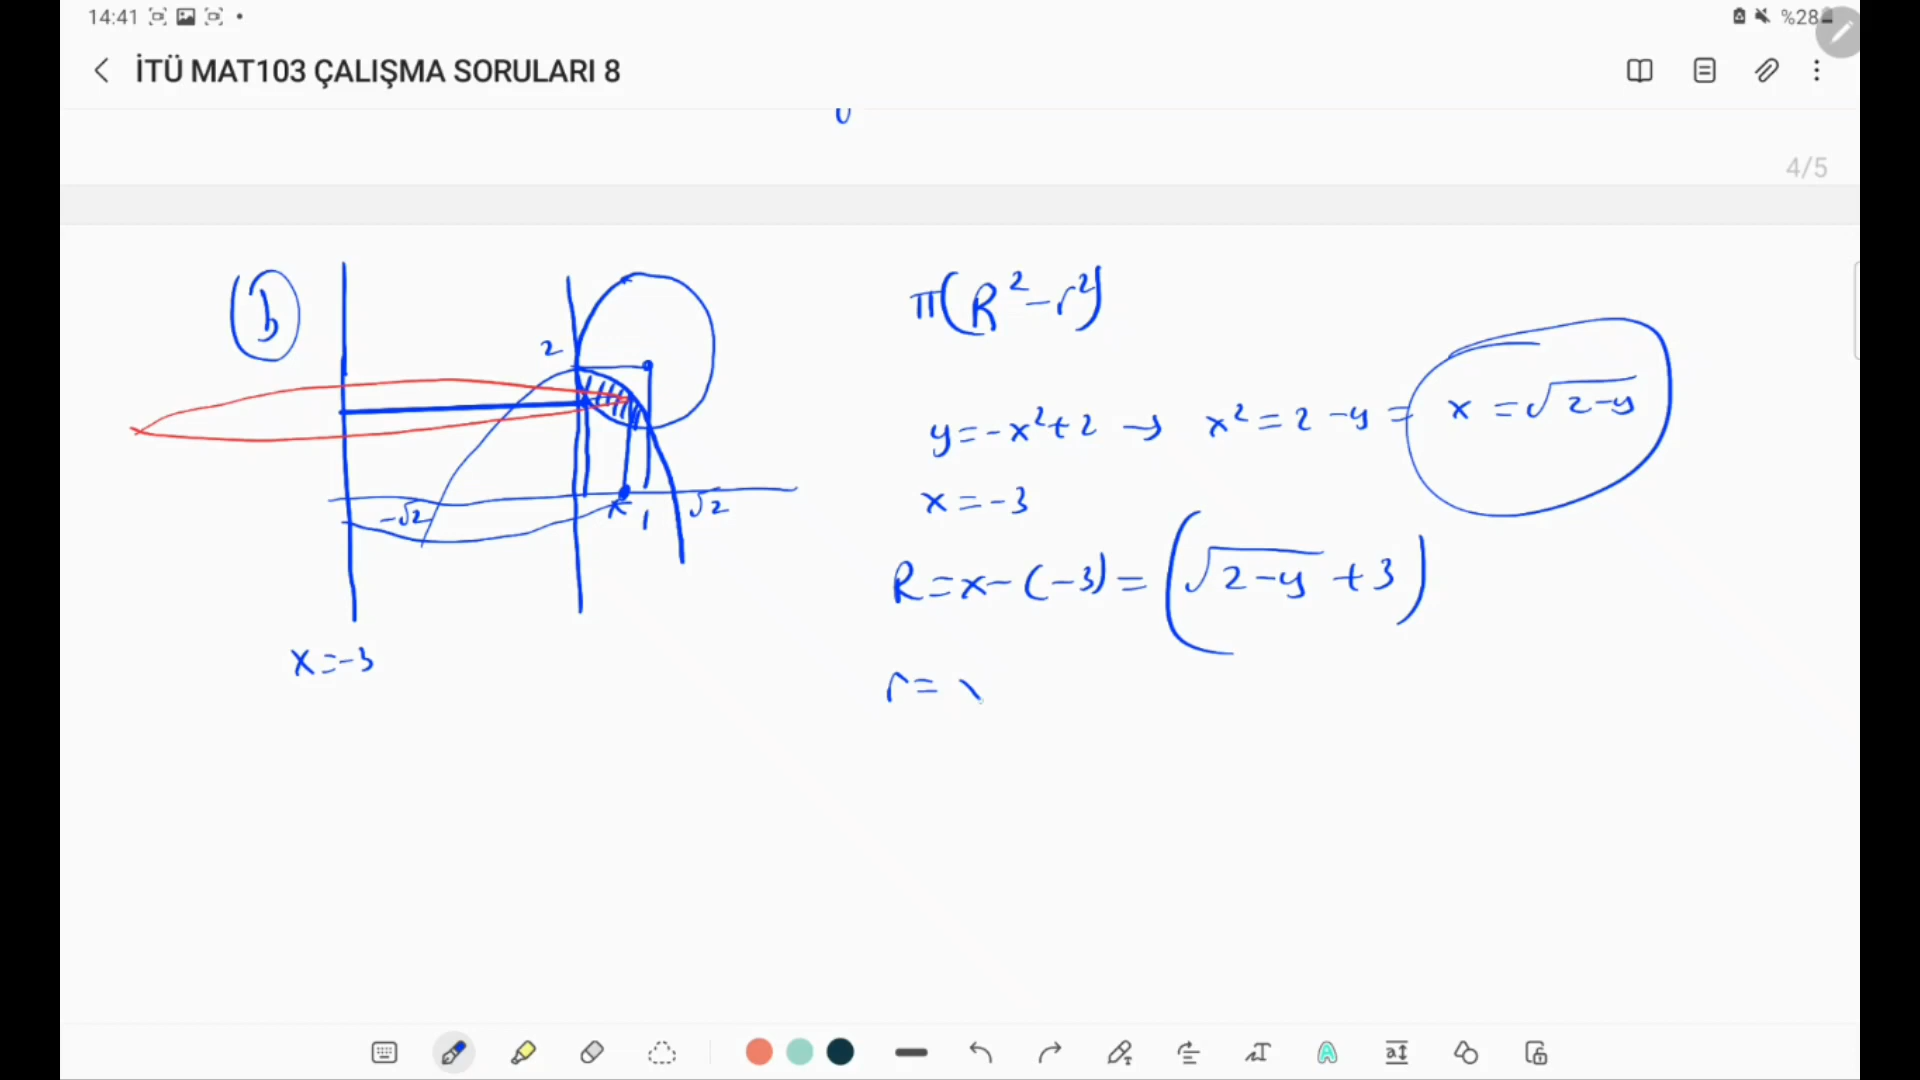 14:41
%28
İTÜ MAT103 ÇALIŞMA SORULARI 8
4/5
b
2
-√2
x
1
√2
x=-3
π(R²-r²)
y=-x²+2 → x²=2-y = x=√2-y
x=-3
R=x-(-3)=(√2-y+3)
r=